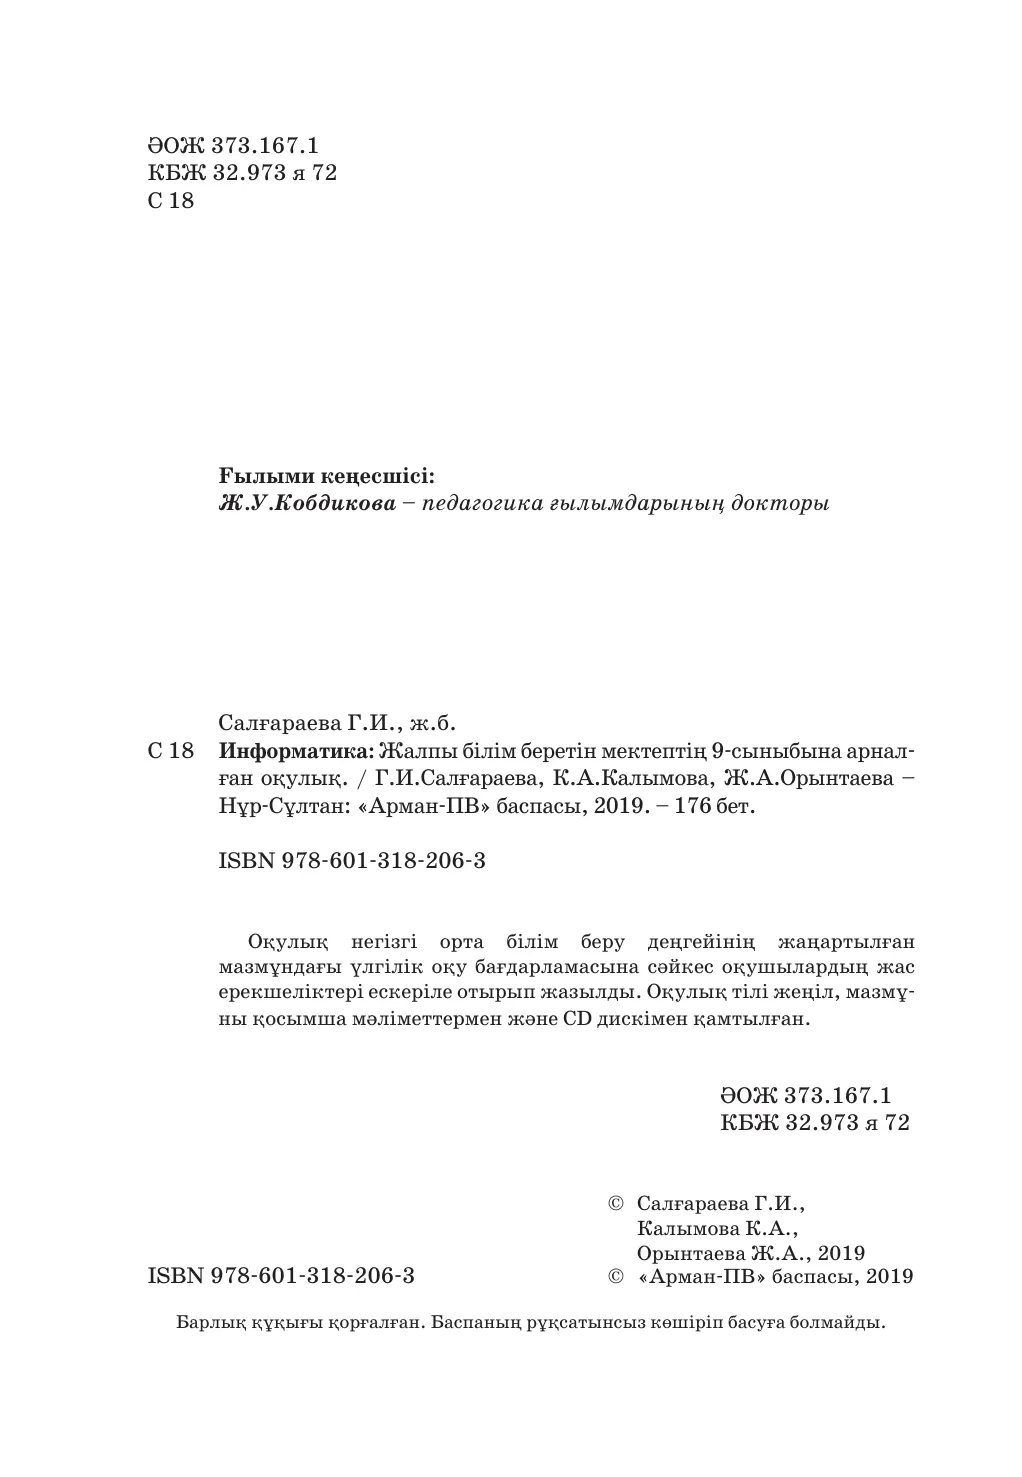 ӘОЖ 373.167.1
КБЖ 32.973 я 72
С 18
Ғылыми кеңесшісі:
Ж.У.Кобдикова – педагогика ғылымдарының докторы
Салғараева Г.И., ж.б.
С 18 Информатика: Жалпы білім беретін мектептің 9-сыныбына арнал-
ған оқулық. / Г.И.Салғараева, К.А.Калымова, Ж.А.Орынтаева –
Нұр-Сұлтан: «Арман-ПВ» баспасы, 2019. – 176 бет.
ISBN 978-601-318-206-3
Оқулық негізгі орта білім беру деңгейінің жаңартылған
мазмұндағы үлгілік оқу бағдарламасына сәйкес оқушылардың жас
ерекшеліктері ескеріле отырып жазылды. Оқулық тілі жеңіл, мазмұ-
ны қосымша мәліметтермен және CD дискімен қамтылған.
ӘОЖ 373.167.1
КБЖ 32.973 я 72
© Салғараева Г.И.,
Калымова К.А.,
Орынтаева Ж.А., 2019
ISBN 978-601-318-206-3 © «Арман-ПВ» баспасы, 2019
Барлық құқығы қорғалған. Баспаның рұқсатынсыз көшіріп басуға болмайды.